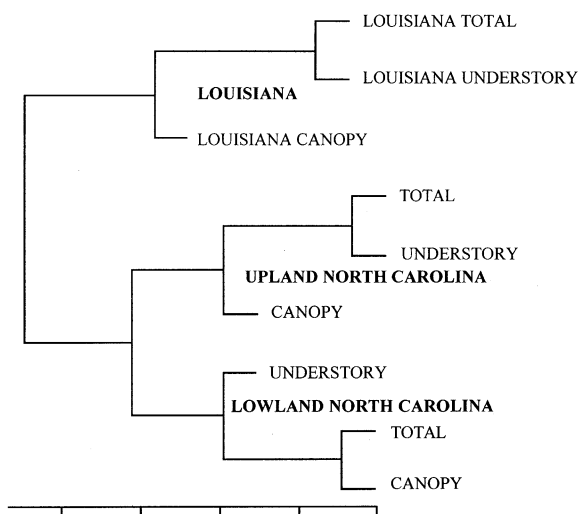 LOUISIANA TOTAL
LOUISIANA UNDERSTORY
LOUISIANA
LOUISIANA CANOPY
TOTAL
UNDERSTORY
UPLAND NORTH CAROLINA
CANOPY
UNDERSTORY
LOWLAND NORTH CAROLINA
TOTAL
CANOPY